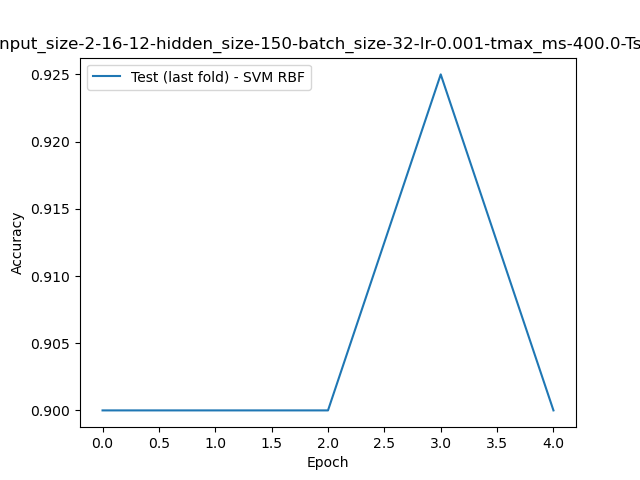 nput_size-2-16-12-hidden_size-150-batch_size-32-lr-0.001-tmax_ms-400.0-Ts
Test (last fold) - SVM RBF
Accuracy
0.925
0.920
0.915
0.910
0.905
0.900
0.0 0.5 1.0 1.5 2.0 2.5 3.0 3.5 4.0
Epoch